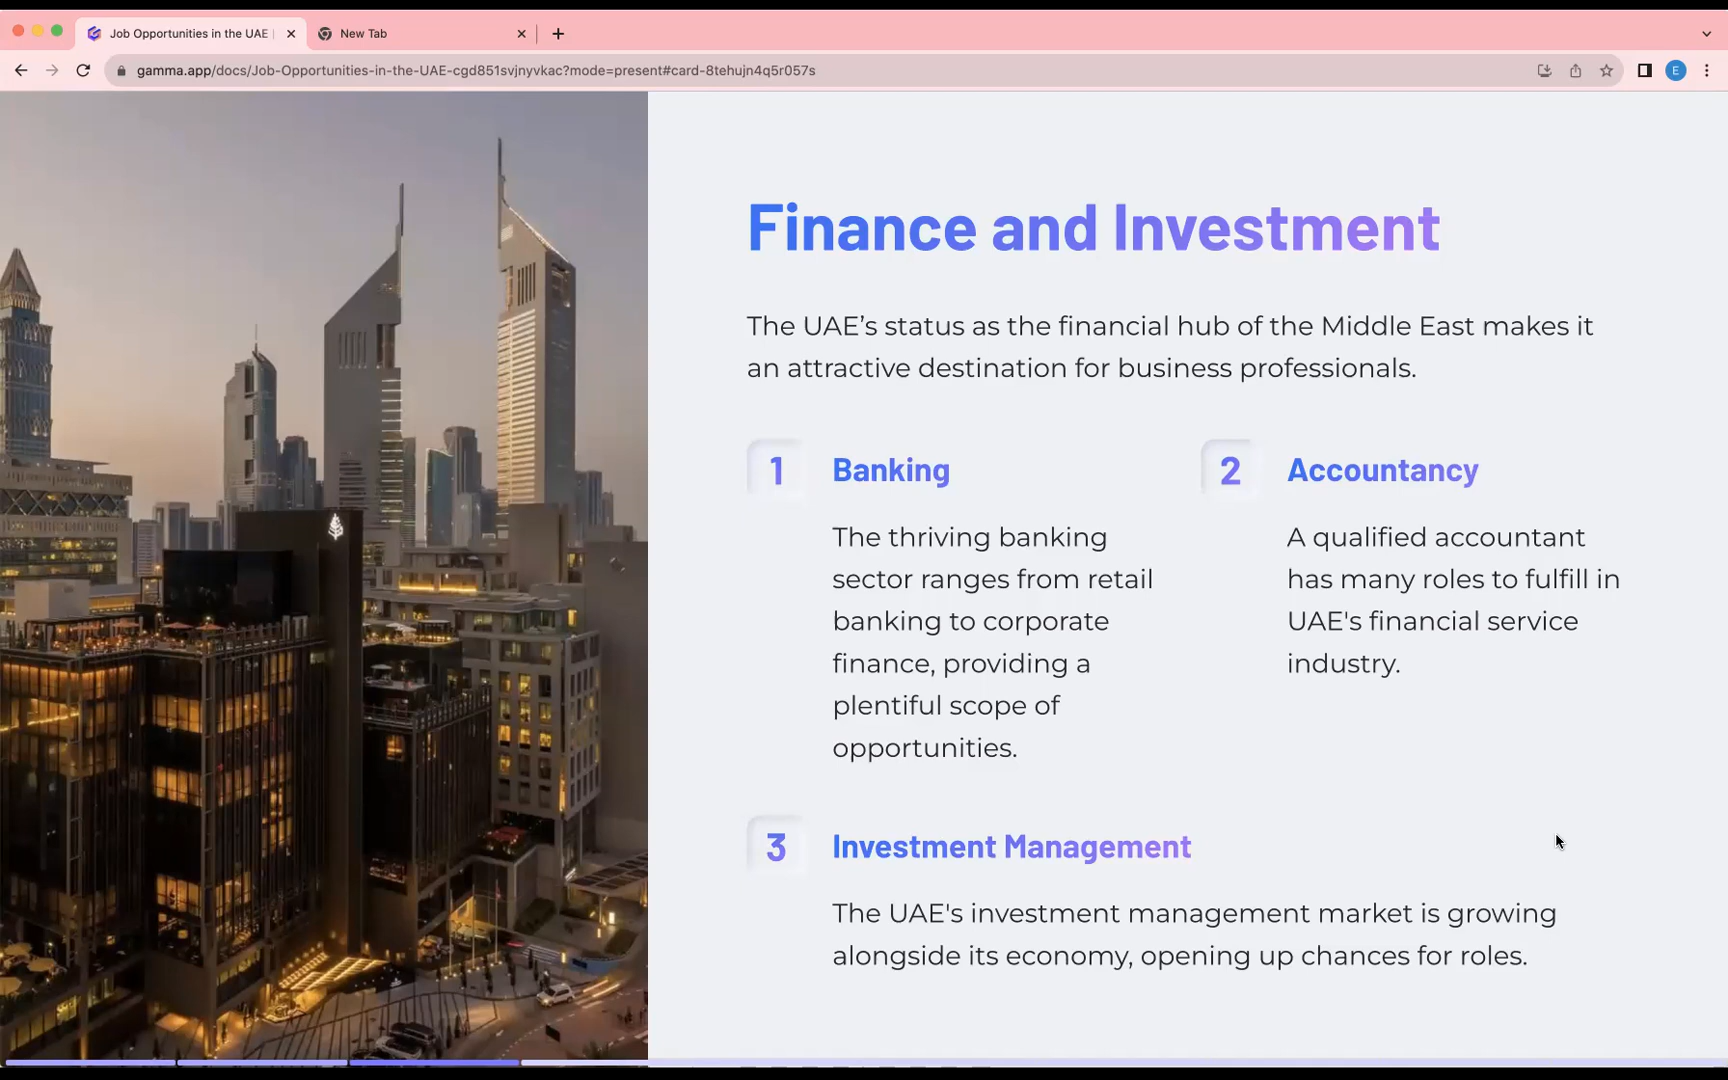 Job Opportunities in the UAE
New Tab
gamma.app/docs/Job-Opportunities-in-the-UAE-cgd851svjnyvkac?mode=present#card-8tehujn4q5r057s
E
Finance and Investment
The UAE’s status as the financial hub of the Middle East makes it
an attractive destination for business professionals.
1 Banking
The thriving banking
sector ranges from retail
banking to corporate
finance, providing a
plentiful scope of
opportunities.
2 Accountancy
A qualified accountant
has many roles to fulfill in
UAE's financial service
industry.
3 Investment Management
The UAE's investment management market is growing
alongside its economy, opening up chances for roles.